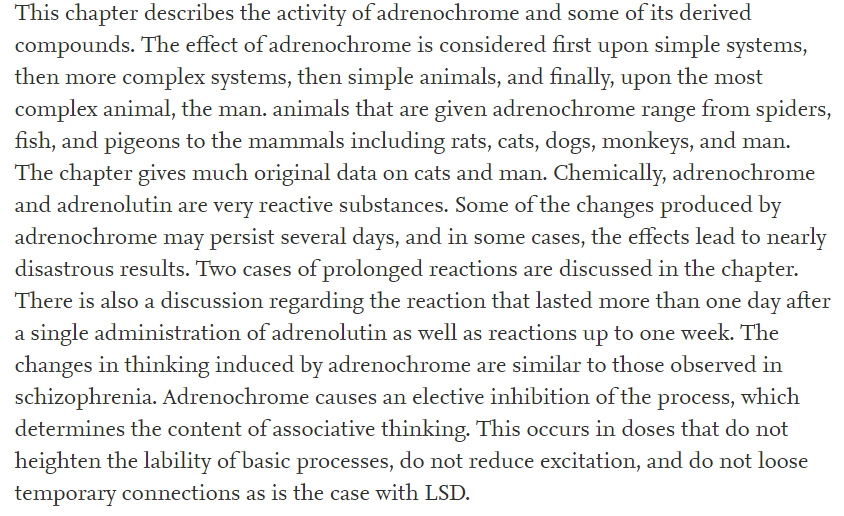 This chapter describes the activity of adrenochrome and some of its derived
compounds. The effect of adrenochrome is considered first upon simple systems,
then more complex systems, then simple animals, and finally, upon the most
complex animal, the man. animals that are given adrenochrome range from spiders,
fish, and pigeons to the mammals including rats, cats, dogs, monkeys, and man.
The chapter gives much original data on cats and man. Chemically, adrenochrome
and adrenolutin are very reactive substances. Some of the changes produced by
adrenochrome may persist several days, and in some cases, the effects lead to nearly
disastrous results. Two cases of prolonged reactions are discussed in the chapter.
There is also a discussion regarding the reaction that lasted more than one day after
a single administration of adrenolutin as well as reactions up to one week. The
changes in thinking induced by adrenochrome are similar to those observed in
schizophrenia. Adrenochrome causes an elective inhibition of the process, which
determines the content of associative thinking. This occurs in doses that do not
heighten the lability of basic processes, do not reduce excitation, and do not loose
temporary connections as is the case with LSD.